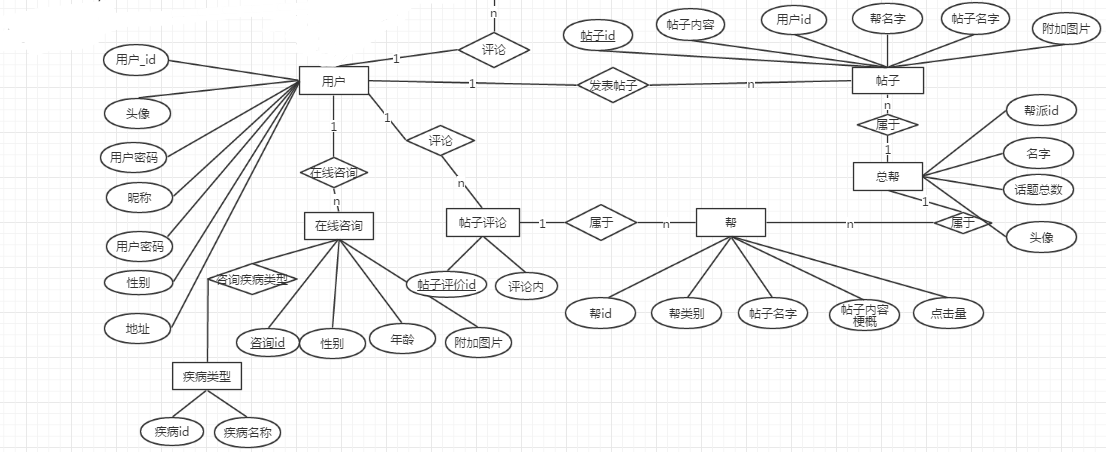 n
评论
1
帖子id
帖子内容
用户id
帮名字
帖子名字
附加图片
用户_id
用户
1
发表帖子
n
帖子
头像
n
帮派id
1
1
评论
属于
用户密码
1
名字
在线咨询
n
总帮
话题总数
昵称
n
1
在线咨询
帖子评论
1
属于
n
帮
n
属于
用户密码
头像
咨询疾病类型
性别
帖子评价id
评论内
地址
咨询id
性别
年龄
附加图片
帮id
帮类别
帖子名字
帖子内容
梗概
点击量
疾病类型
疾病id
疾病名称